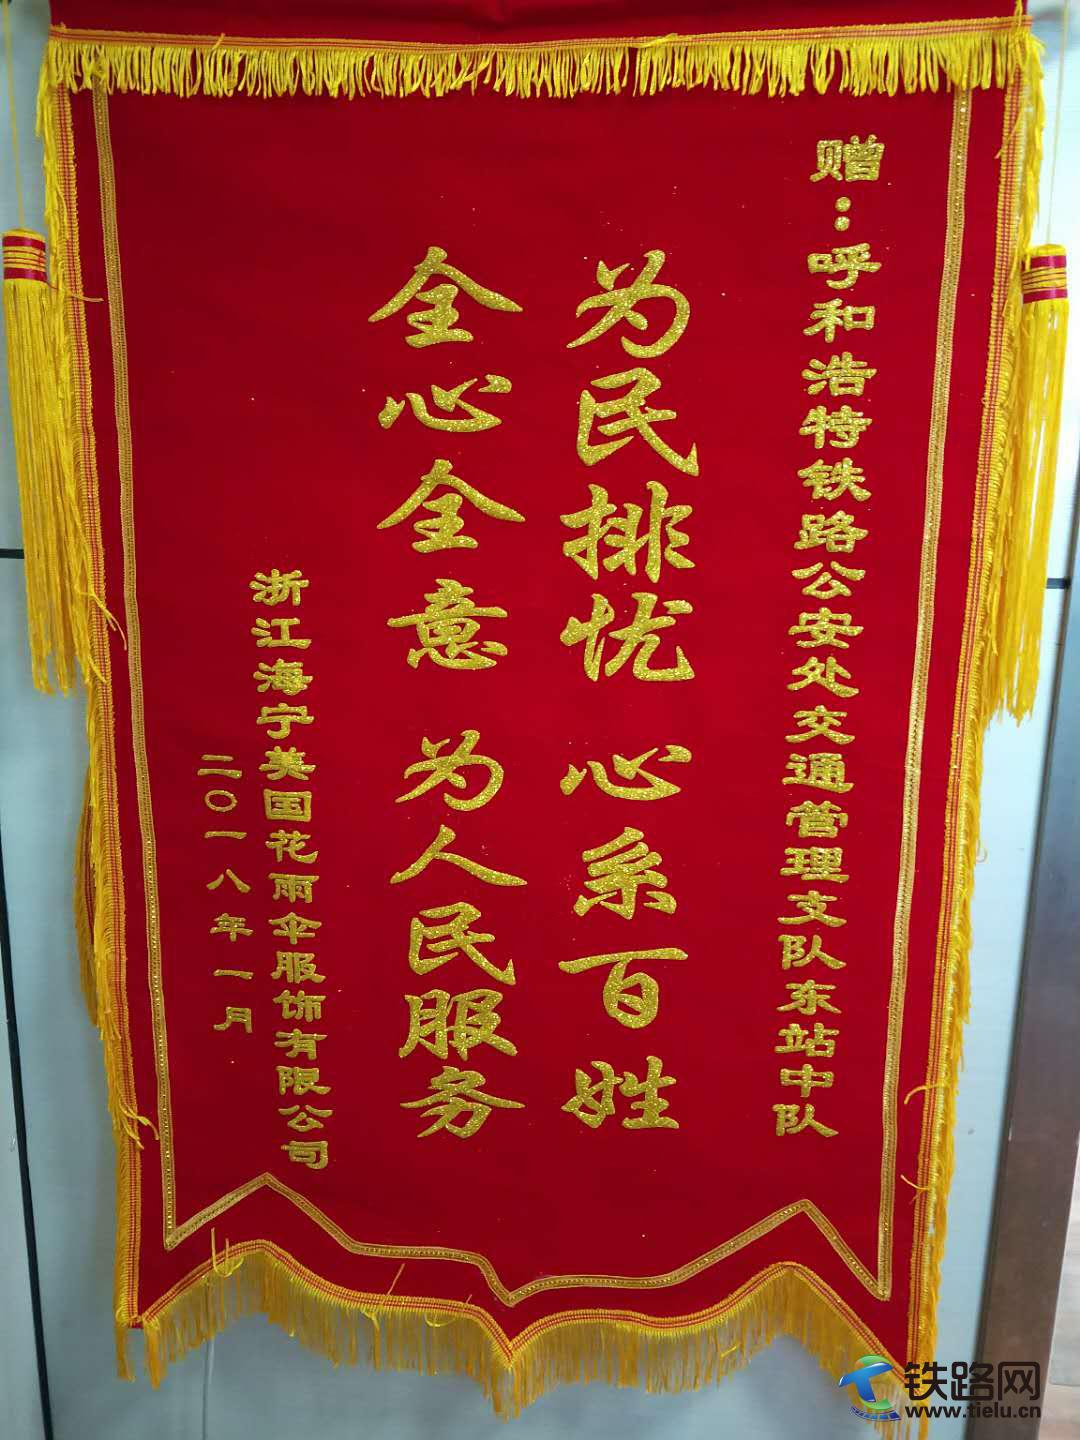 赠：呼和浩特铁路公安处交通管理支队东站中队
为民排忧 心系百姓
全心全意 为人民服务
浙江海宁美国花雨伞服饰有限公司
二〇一八年一月
铁路网
www.tielu.cn